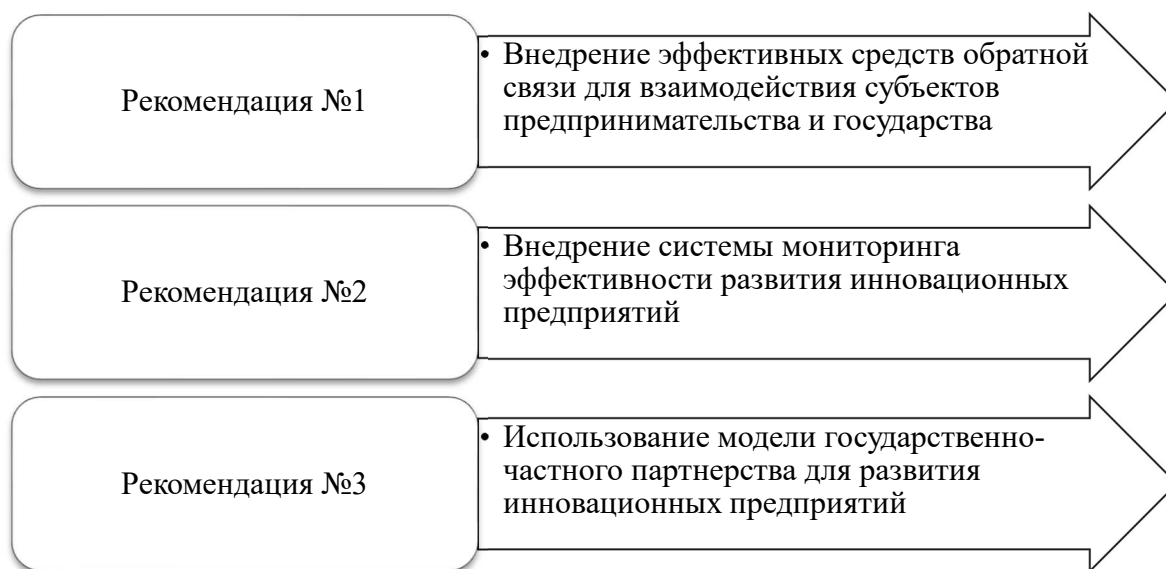 Рекомендация №1
• Внедрение эффективных средств обратной
связи для взаимодействия субъектов
предпринимательства и государства
Рекомендация №2
• Внедрение системы мониторинга
эффективности развития инновационных
предприятий
Рекомендация №3
• Использование модели государственно-
частного партнерства для развития
инновационных предприятий